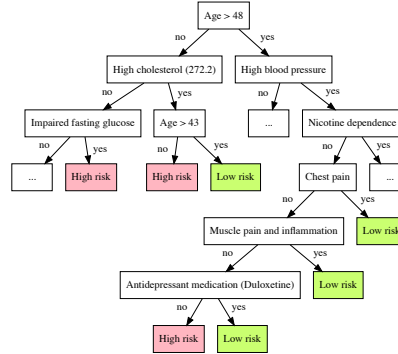 Age > 48
no
yes
High cholesterol (272.2)
High blood pressure
no
yes
no
yes
Impaired fasting glucose
Age > 43
...
Nicotine dependence
no
yes
no
yes
no
yes
...
High risk
High risk
Low risk
Chest pain
...
no
yes
Muscle pain and inflammation
Low risk
no
yes
Antidepressant medication (Duloxetine)
Low risk
no
yes
High risk
Low risk